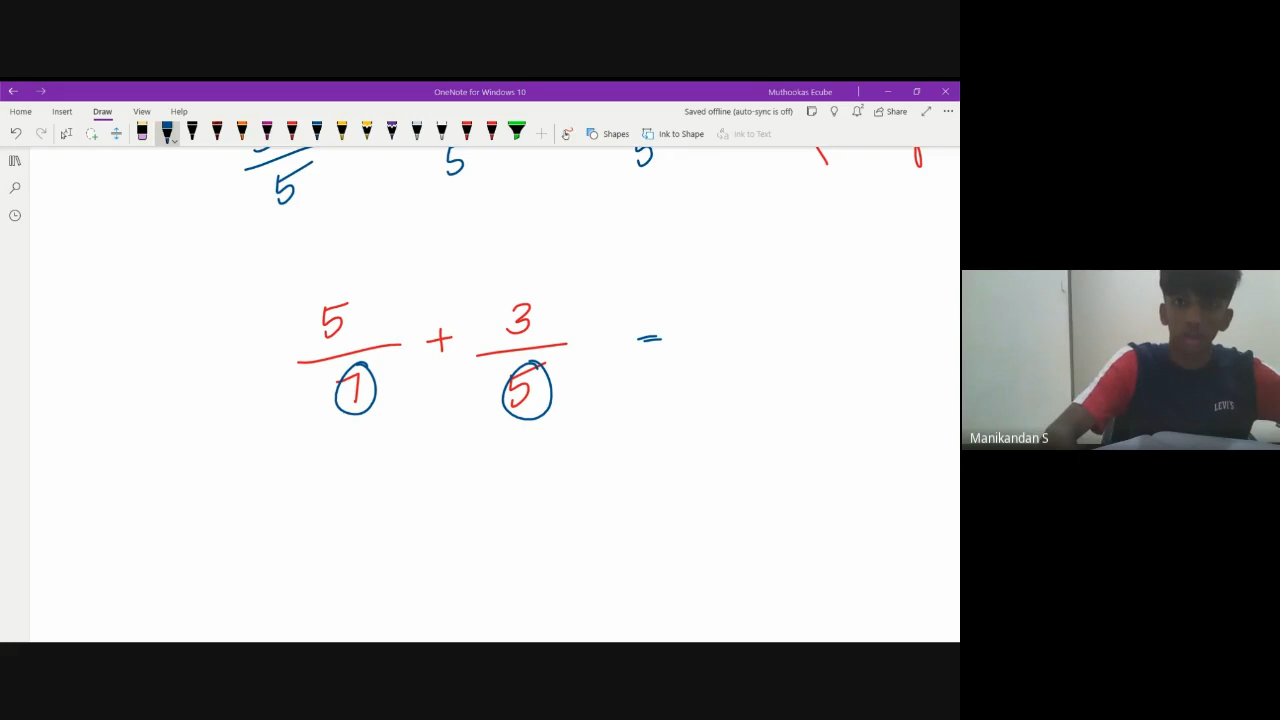 OneNote for Windows 10
Muthookas Ecube
Home Insert Draw View Help
Saved offline (auto-sync is off)
Share
Shapes
Ink to Shape
Ink to Text
5 5 5
5/7 + 3/5 =
LEVI'S
Manikandan S